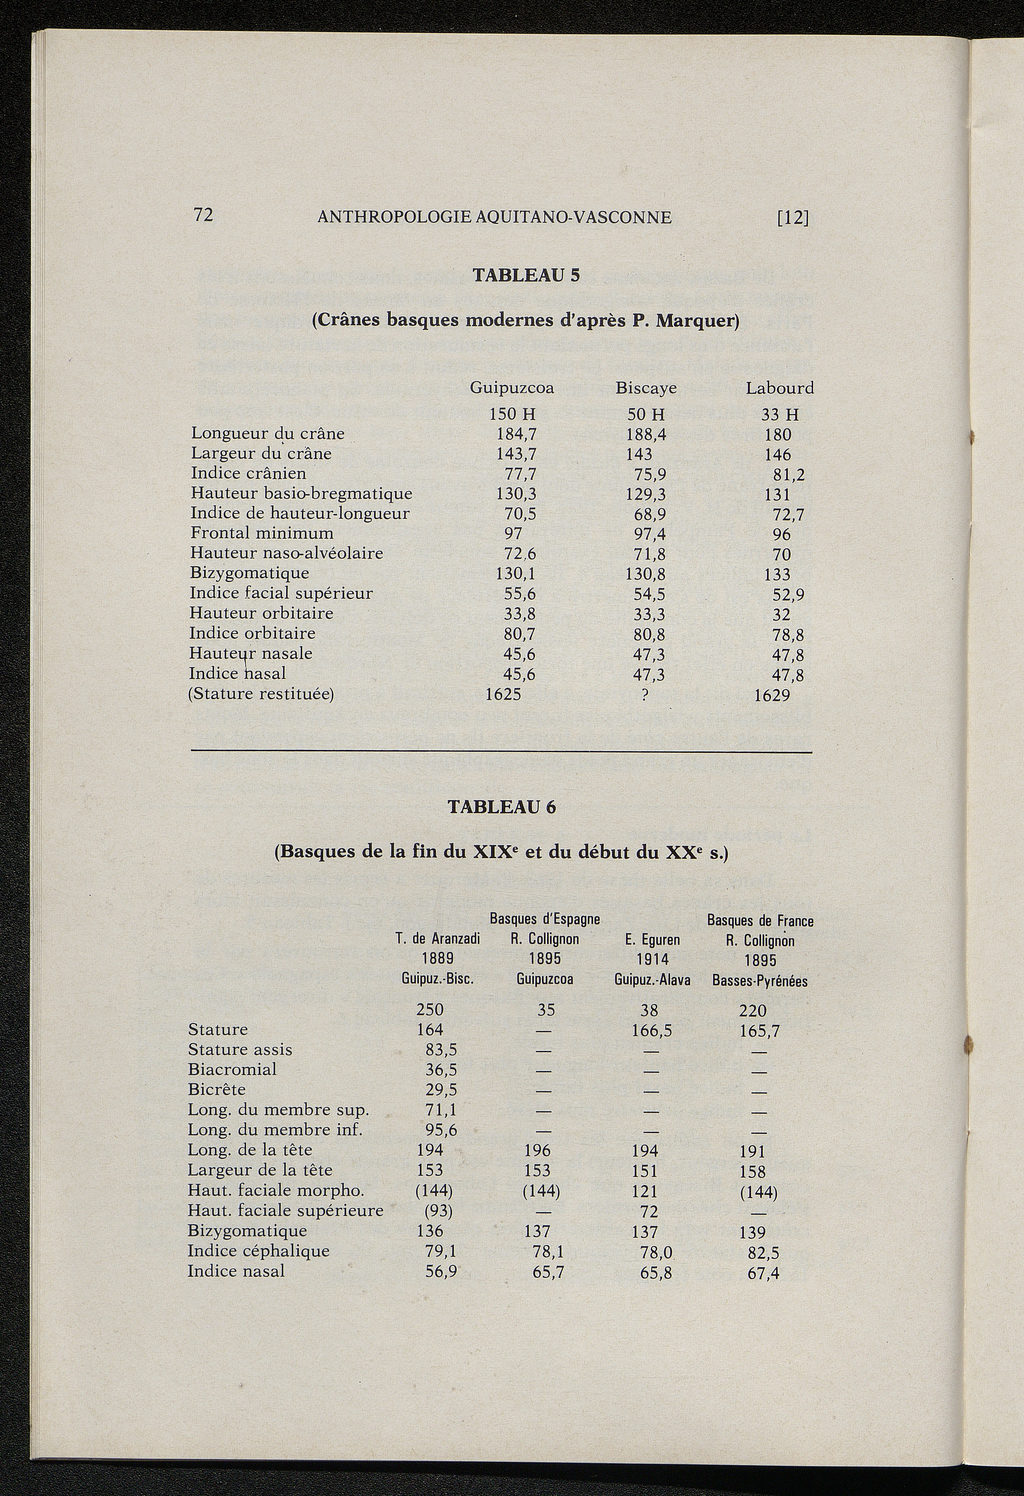 72 ANTHROPOLOGIE AQUITANO-VASCONNE [12]
TABLEAU 5
(Crânes basques modernes d'après P. Marquer)
Guipuzcoa Biscaye Labourd
150 H 50 H 33 H
Longueur du crâne 184,7 188,4 180
Largeur du crâne 143,7 143 146
Indice crânien 77,7 75,9 81,2
Hauteur basio-bregmatique 130,3 129,3 131
Indice de hauteur-longueur 70,5 68,9 72,7
Frontal minimum 97 97,4 96
Hauteur naso-alvéolaire 72,6 71,8 70
Bizygomatique 130,1 130,8 133
Indice facial supérieur 55,6 54,5 52,9
Hauteur orbitaire 33,8 33,3 32
Indice orbitaire 80,7 80,8 78,8
Hauteur nasale 45,6 47,3 47,8
Indice nasal 45,6 47,3 47,8
(Stature restituée) 1625 ? 1629
TABLEAU 6
(Basques de la fin du XIXe et du début du XXe s.)
Basques d'Espagne Basques de France
T. de Aranzadi R. Collignon E. Eguren R. Collignon
1889 1895 1914 1895
Guipuz.-Bisc. Guipuzcoa Guipuz.-Alava Basses-Pyrénées
250 35 38 220
Stature 164 — 166,5 165,7
Stature assis 83,5 — — —
Biacromial 36,5 — — —
Bicrête 29,5 — — —
Long. du membre sup. 71,1 — — —
Long. du membre inf. 95,6 — — —
Long. de la tête 194 196 194 191
Largeur de la tête 153 153 151 158
Haut. faciale morpho. (144) (144) 121 (144)
Haut. faciale supérieure (93) — 72 —
Bizygomatique 136 137 137 139
Indice céphalique 79,1 78,1 78,0 82,5
Indice nasal 56,9 65,7 65,8 67,4